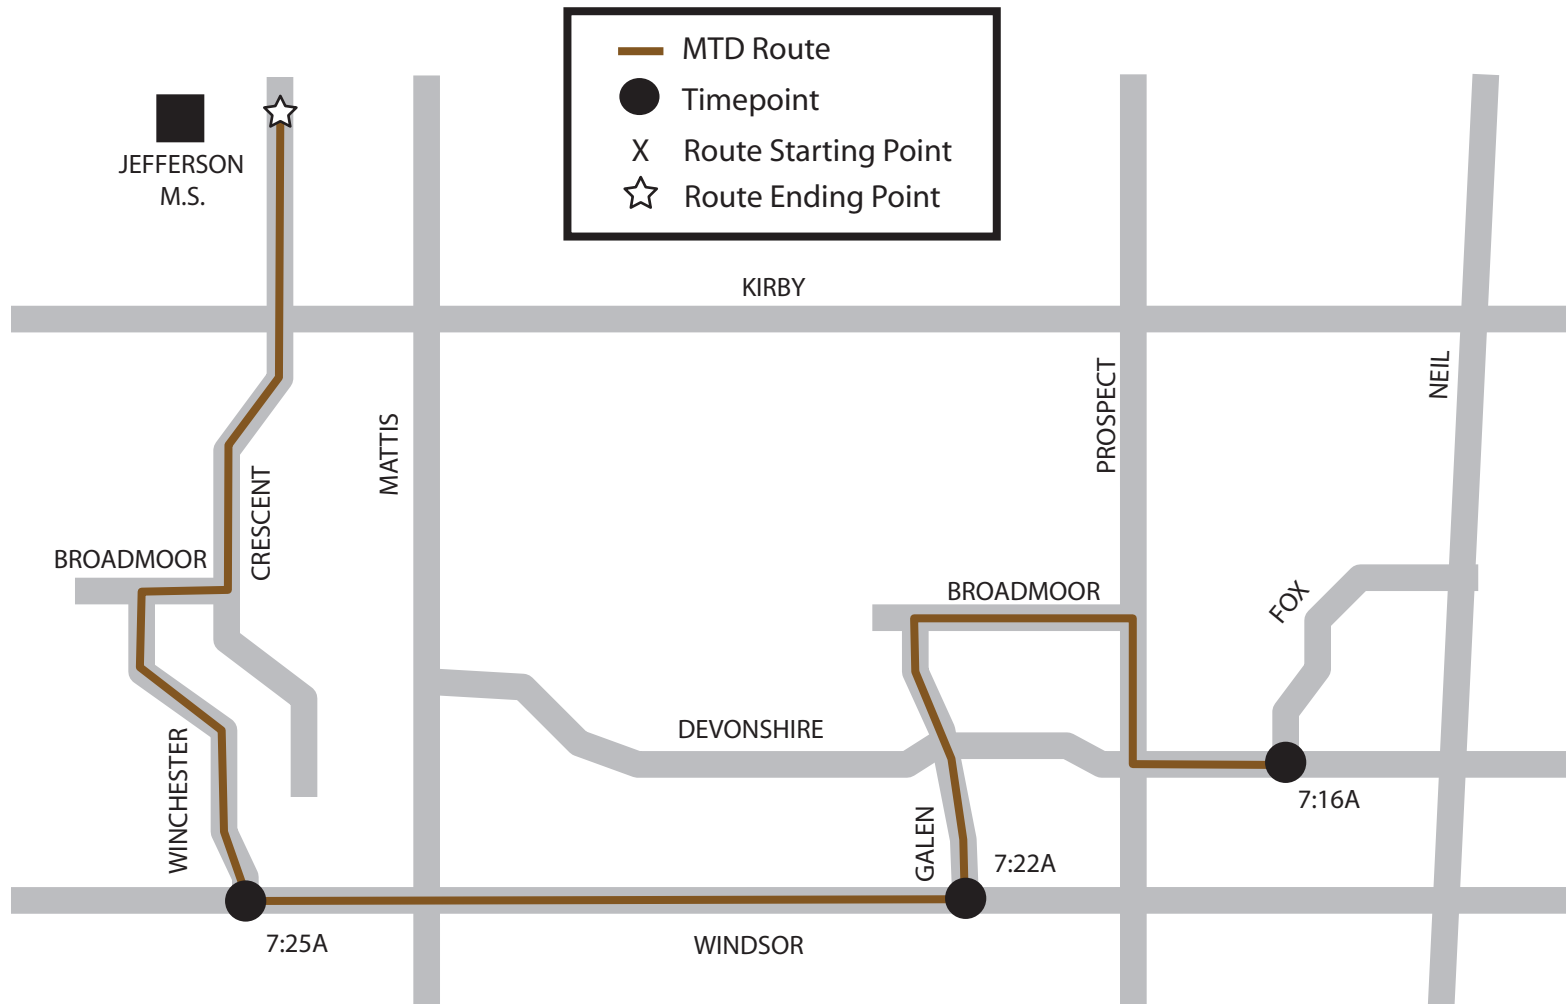 MTD Route
Timepoint
X Route Starting Point
Route Ending Point
JEFFERSON
M.S.
KIRBY
NEIL
PROSPECT
MATTIS
CRESCENT
BROADMOOR
BROADMOOR
FOX
DEVONSHIRE
WINCHESTER
7:16A
GALEN
7:22A
7:25A
WINDSOR